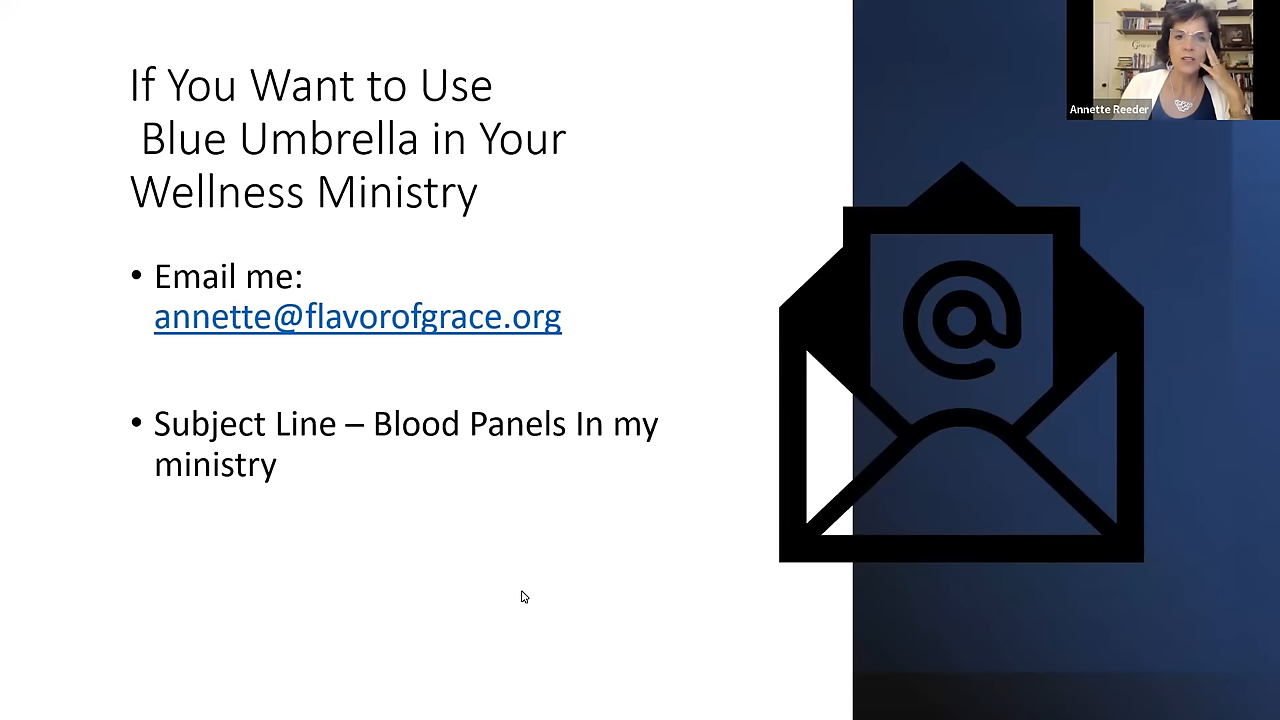 If You Want to Use
Blue Umbrella in Your
Wellness Ministry
• Email me:
annette@flavorofgrace.org
• Subject Line – Blood Panels In my
ministry
Annette Reeder